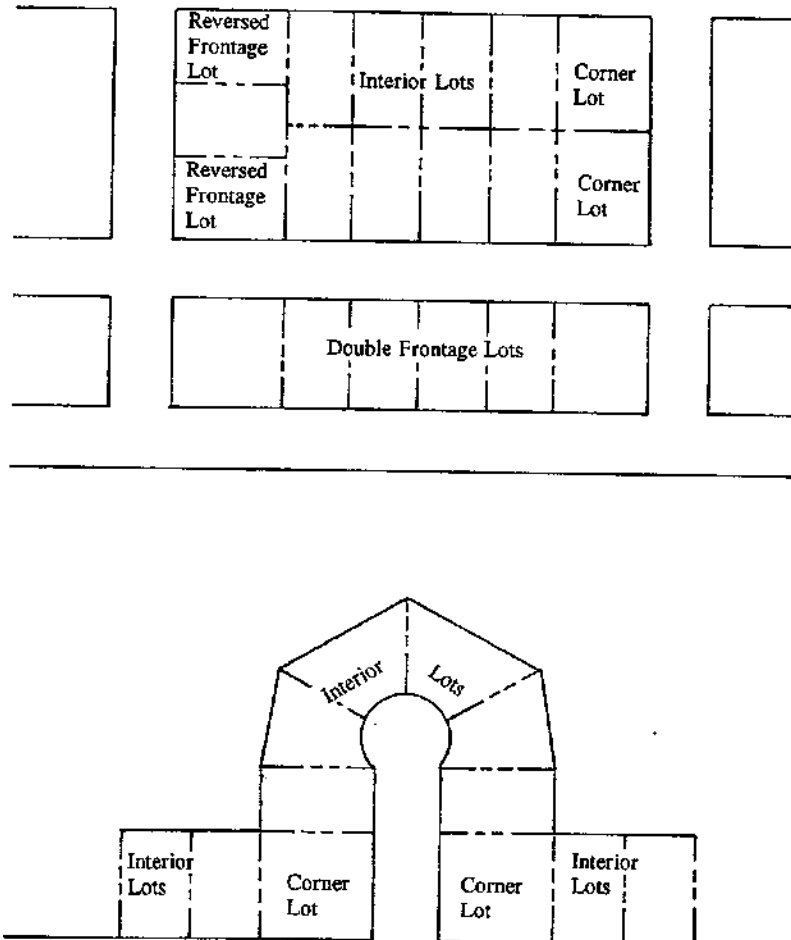 Reversed
Frontage
Lot
Interior Lots
Corner
Lot
Reversed
Frontage
Lot
Corner
Lot
Double Frontage Lots
Interior
Lots
Interior
Lots
Corner
Lot
Corner
Lot
Interior
Lots